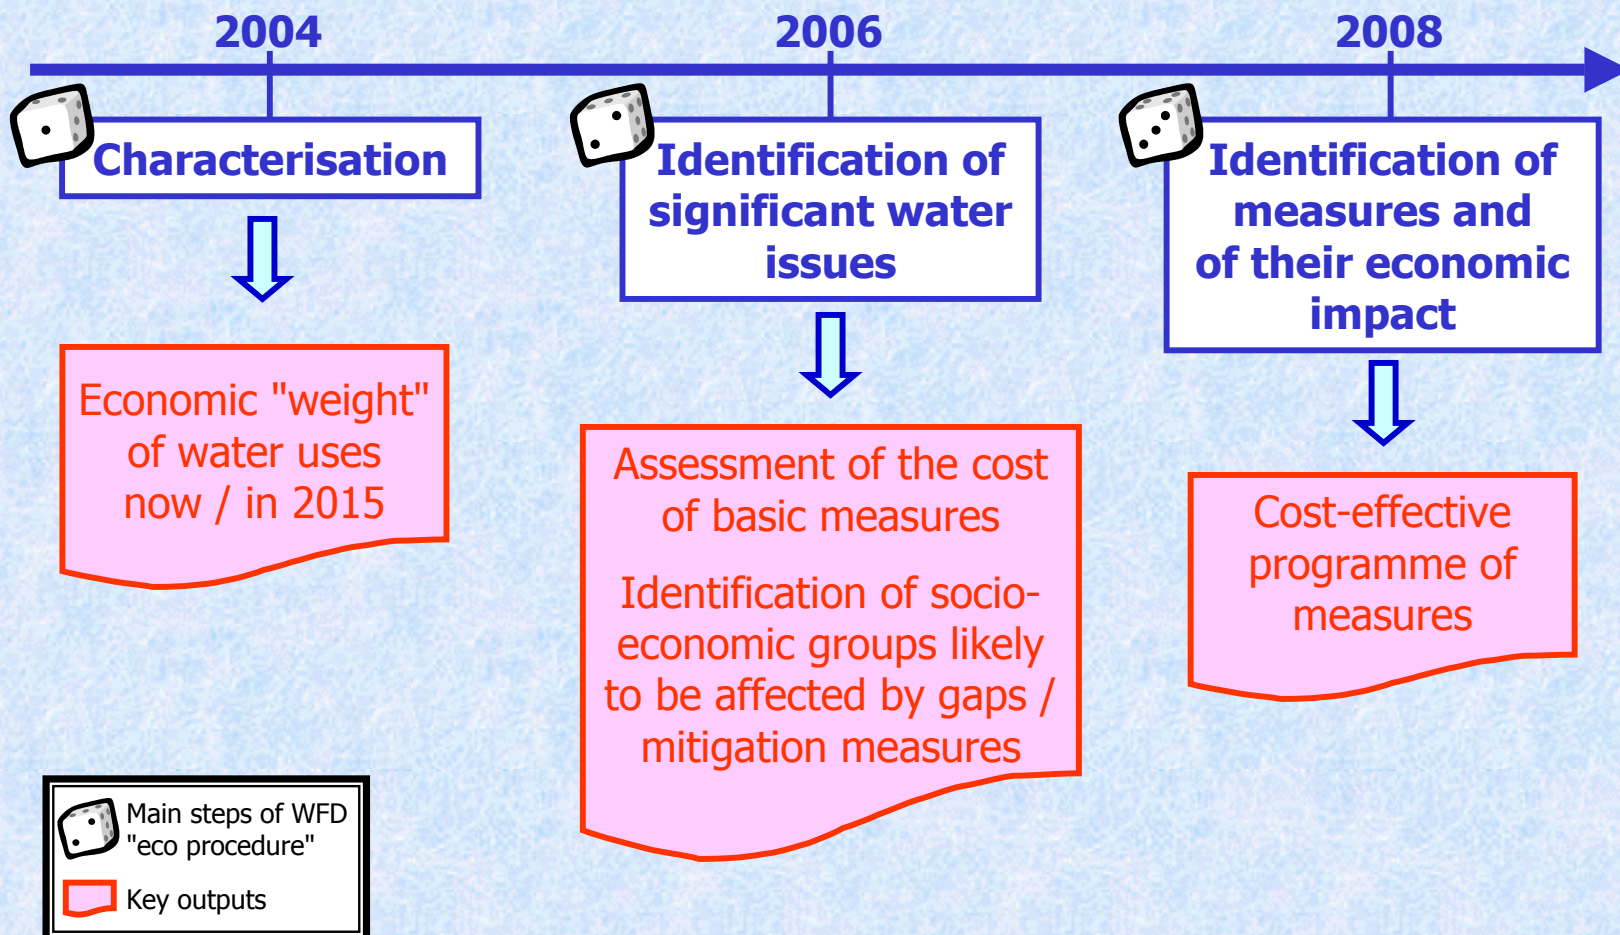 2004
2006
2008
Characterisation
Identification of
significant water
issues
Identification of
measures and
of their economic
impact
Economic "weight"
of water uses
now / in 2015
Assessment of the cost
of basic measures
Identification of socio-
economic groups likely
to be affected by gaps /
mitigation measures
Cost-effective
programme of
measures
Main steps of WFD
"eco procedure"
Key outputs